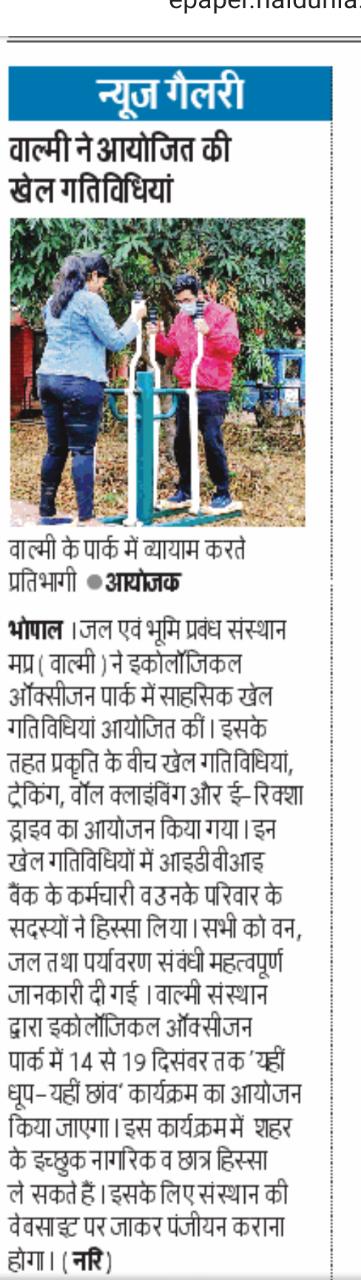 epaper.naidunia.
न्यूज गैलरी
वाल्मी ने आयोजित की
खेल गतिविधियां
वाल्मी के पार्क में व्यायाम करते
प्रतिभागी ●आयोजक
भोपाल ।जल एवं भूमि प्रबंध संस्थान
मप्र ( वाल्मी ) ने इकोलॉजिकल
ऑक्सीजन पार्क में साहसिक खेल
गतिविधियां आयोजित कीं। इसके
तहत प्रकृति के बीच खेल गतिविधियां,
ट्रेकिंग, वॉल क्लाइंविंग और ई-रिक्शा
ड्राइव का आयोजन किया गया। इन
खेल गतिविधियों में आइडीबीआइ
बैंक के कर्मचारी व उनके परिवार के
सदस्यों ने हिस्सा लिया। सभी को वन,
जल तथा पर्यावरण संबंधी महत्वपूर्ण
जानकारी दी गई । वाल्मी संस्थान
द्वारा इकोलॉजिकल ऑक्सीजन
पार्क में 14 से 19 दिसंबर तक 'यहीं
धूप-यहीं छांव' कार्यक्रम का आयोजन
किया जाएगा। इस कार्यक्रम में शहर
के इच्छुक नागरिक व छात्र हिस्सा
ले सकते हैं। इसके लिए संस्थान की
वेबसाइट पर जाकर पंजीयन कराना
होगा। ( नरि )